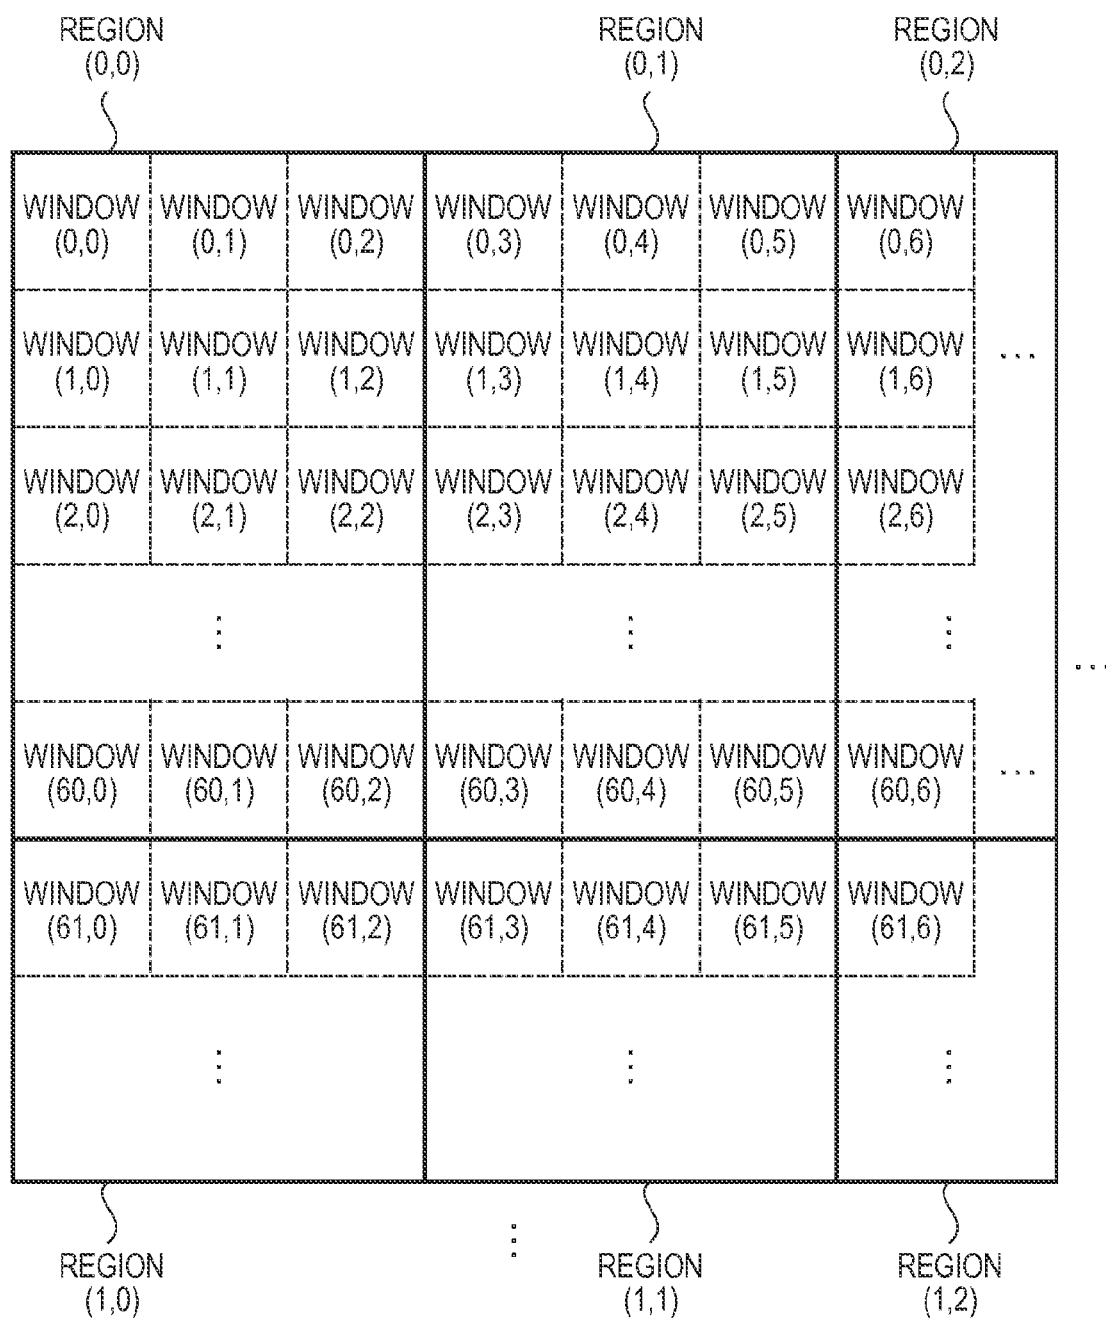 REGION REGION REGION
(0,0) (0,1) (0,2)
WINDOW WINDOW WINDOW WINDOW WINDOW WINDOW WINDOW
(0,0) (0,1) (0,2) (0,3) (0,4) (0,5) (0,6)
WINDOW WINDOW WINDOW WINDOW WINDOW WINDOW WINDOW
(1,0) (1,1) (1,2) (1,3) (1,4) (1,5) (1,6) ...
WINDOW WINDOW WINDOW WINDOW WINDOW WINDOW WINDOW
(2,0) (2,1) (2,2) (2,3) (2,4) (2,5) (2,6)
⋮ ⋮ ⋮
...
WINDOW WINDOW WINDOW WINDOW WINDOW WINDOW WINDOW
(60,0) (60,1) (60,2) (60,3) (60,4) (60,5) (60,6) ...
WINDOW WINDOW WINDOW WINDOW WINDOW WINDOW WINDOW
(61,0) (61,1) (61,2) (61,3) (61,4) (61,5) (61,6)
⋮ ⋮ ⋮
⋮
REGION REGION REGION
(1,0) (1,1) (1,2)